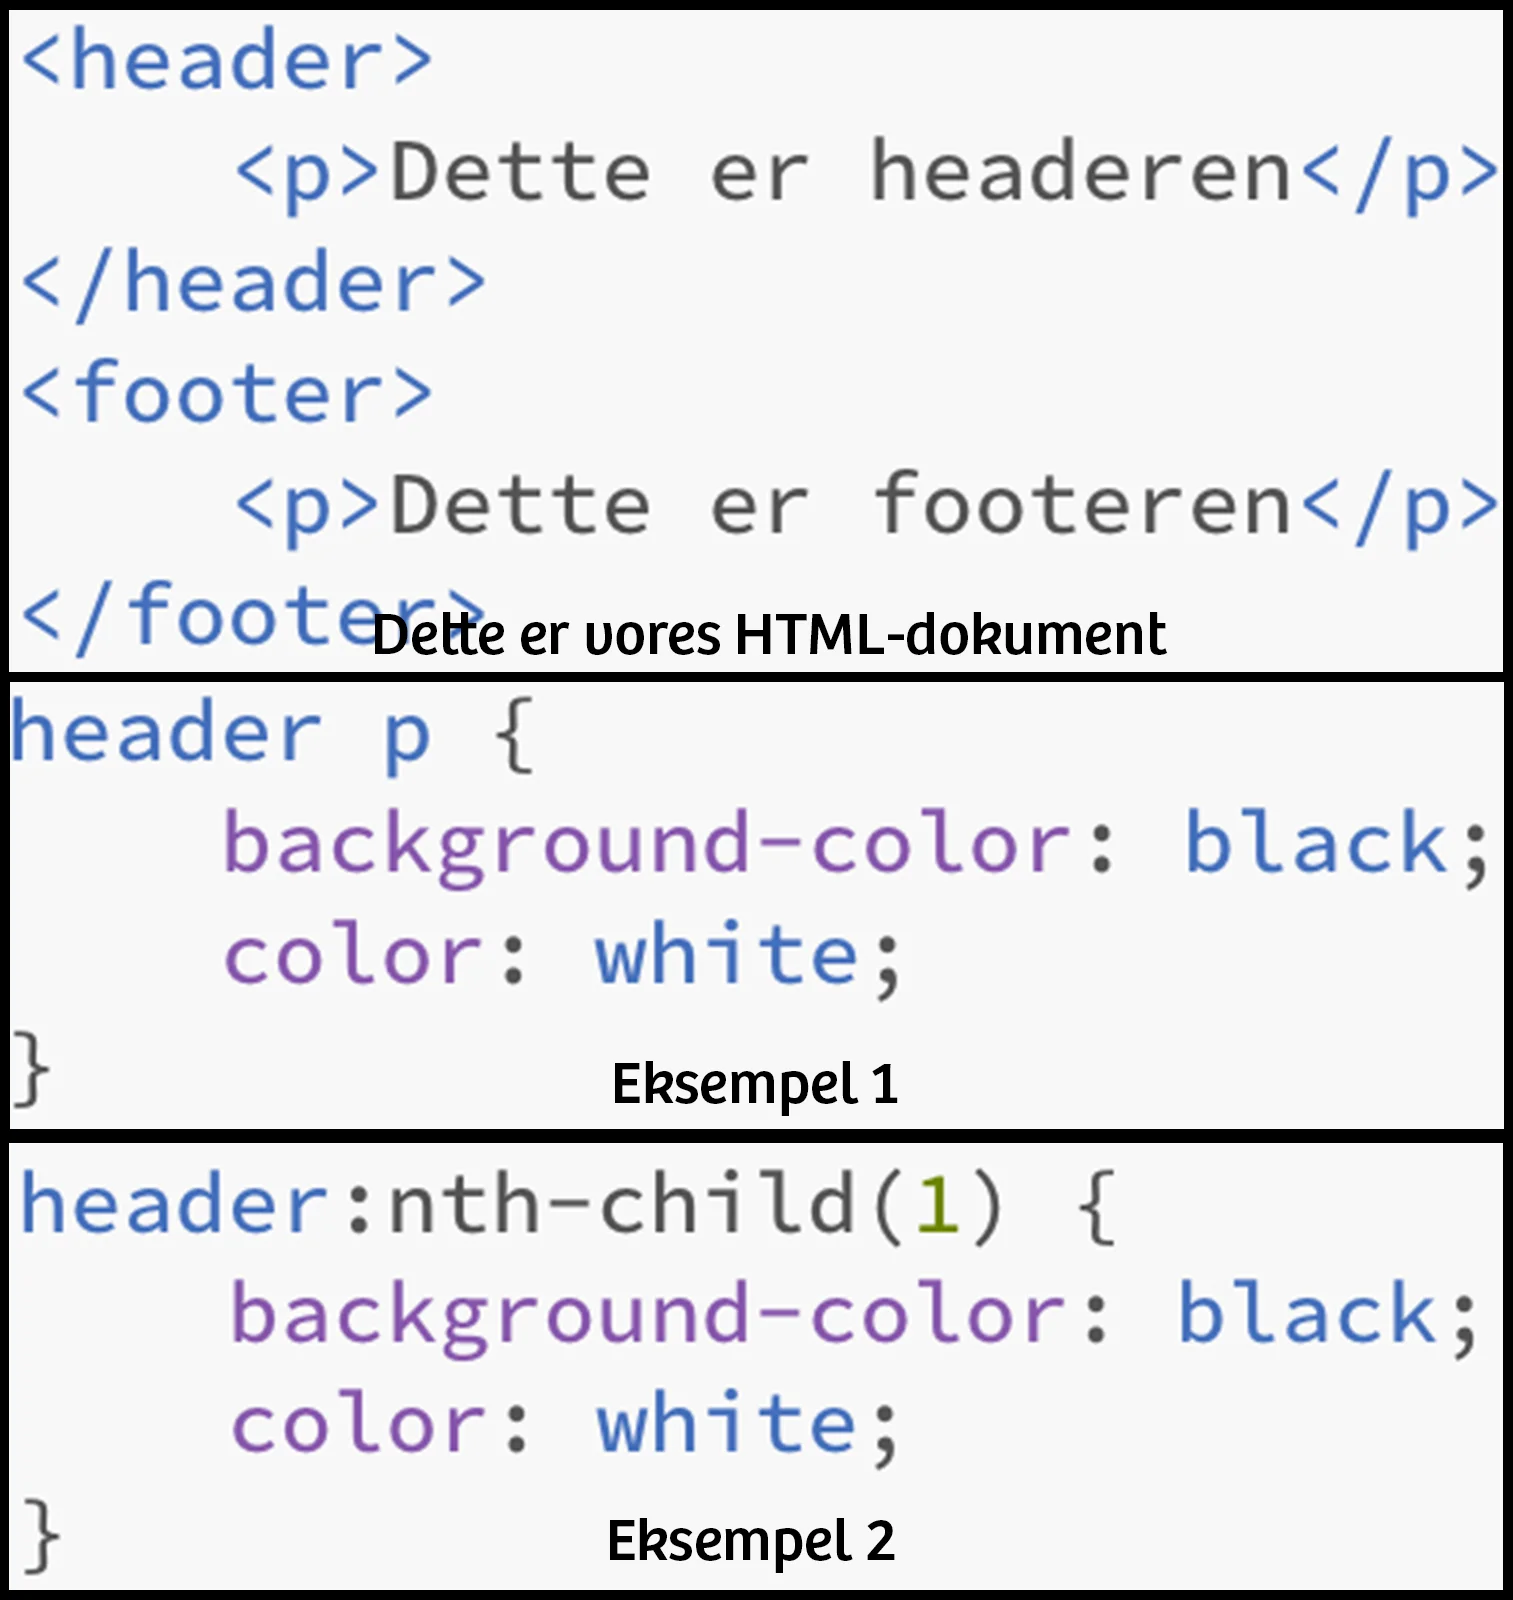 <header>
    <p>Dette er headeren</p>
</header>
<footer>
    <p>Dette er footeren</p>
</footer>
Dette er vores HTML-dokument
header p {
    background-color: black;
    color: white;
}
Eksempel 1
header:nth-child(1) {
    background-color: black;
    color: white;
}
Eksempel 2